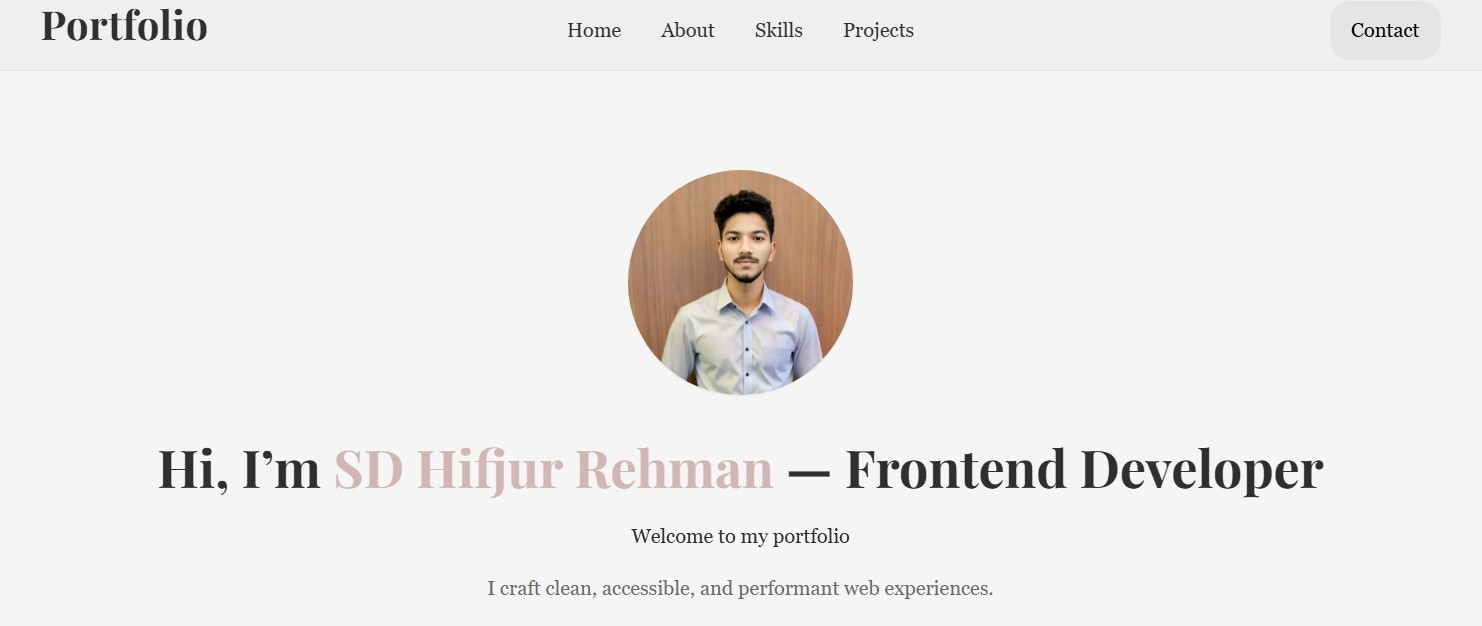 Portfolio
Home About Skills Projects
Contact
Hi, I’m SD Hifjur Rehman — Frontend Developer
Welcome to my portfolio
I craft clean, accessible, and performant web experiences.